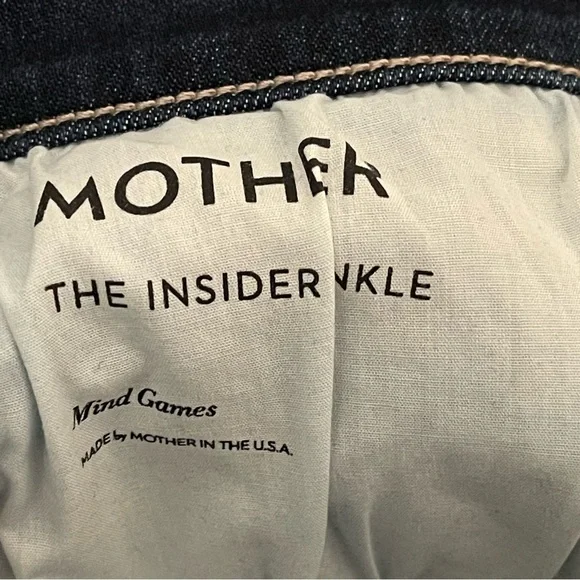 MOTHER
THE INSIDER NKLE
Mind Games
MADE by MOTHER IN THE U.S.A.